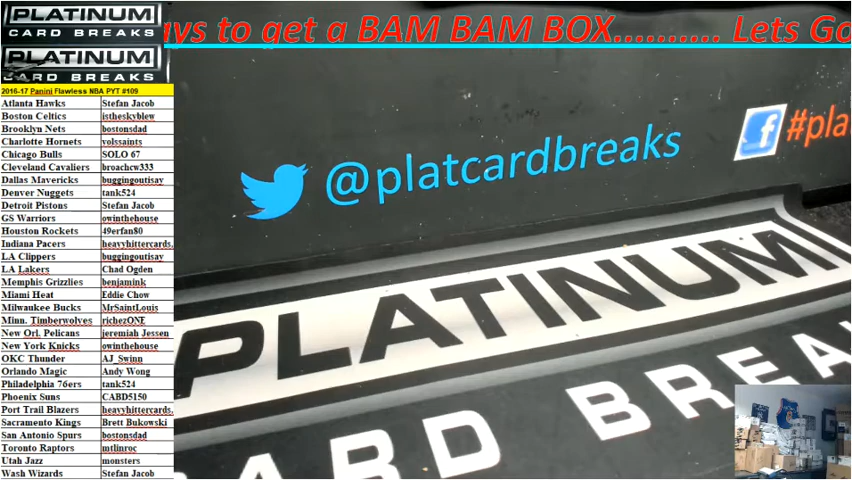 PLATINUM
CARD BREAKS
ays to get a BAM BAM BOX.......... Lets Go
PLATINUM
CARD BREAKS
2016-17 Panini Flawless NBA PYT #109
Atlanta Hawks Stefan Jacob
Boston Celtics istheskyblew
Brooklyn Nets bostonsdad
Charlotte Hornets volssaints
Chicago Bulls SOLO 67
Cleveland Cavaliers broachcw333
Dallas Mavericks buggingoutisay
Denver Nuggets tank524
Detroit Pistons Stefan Jacob
GS Warriors owinthehouse
Houston Rockets 49erfan80
Indiana Pacers heavyhittercards.
LA Clippers buggingoutisay
LA Lakers Chad Ogden
Memphis Grizzlies benjamink
Miami Heat Eddie Chow
Milwaukee Bucks MrSaintLouis
Minn. Timberwolves richezONE
New Orl. Pelicans jeremiah Jessen
New York Knicks owinthehouse
OKC Thunder AJ_Swinn
Orlando Magic Andy Wong
Philadelphia 76ers tank524
Phoenix Suns CABD5150
Port Trail Blazers heavyhittercards.
Sacramento Kings Brett Bukowski
San Antonio Spurs bostonsdad
Toronto Raptors mtlinroc
Utah Jazz monsters
Wash Wizards Stefan Jacob
@platcardbreaks
f #pla
PLATINUM
CARD BREA